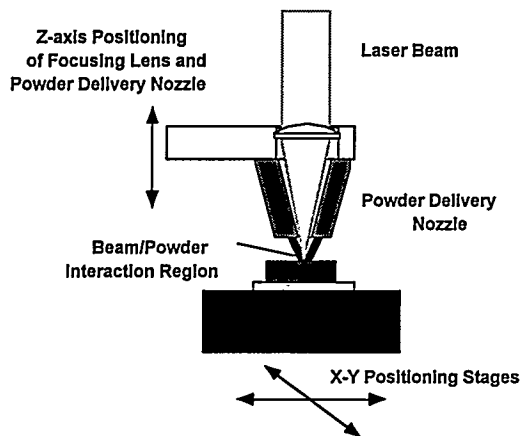 Z-axis Positioning
of Focusing Lens and
Powder Delivery Nozzle
Laser Beam
Powder Delivery
Nozzle
Beam/Powder
Interaction Region
X-Y Positioning Stages